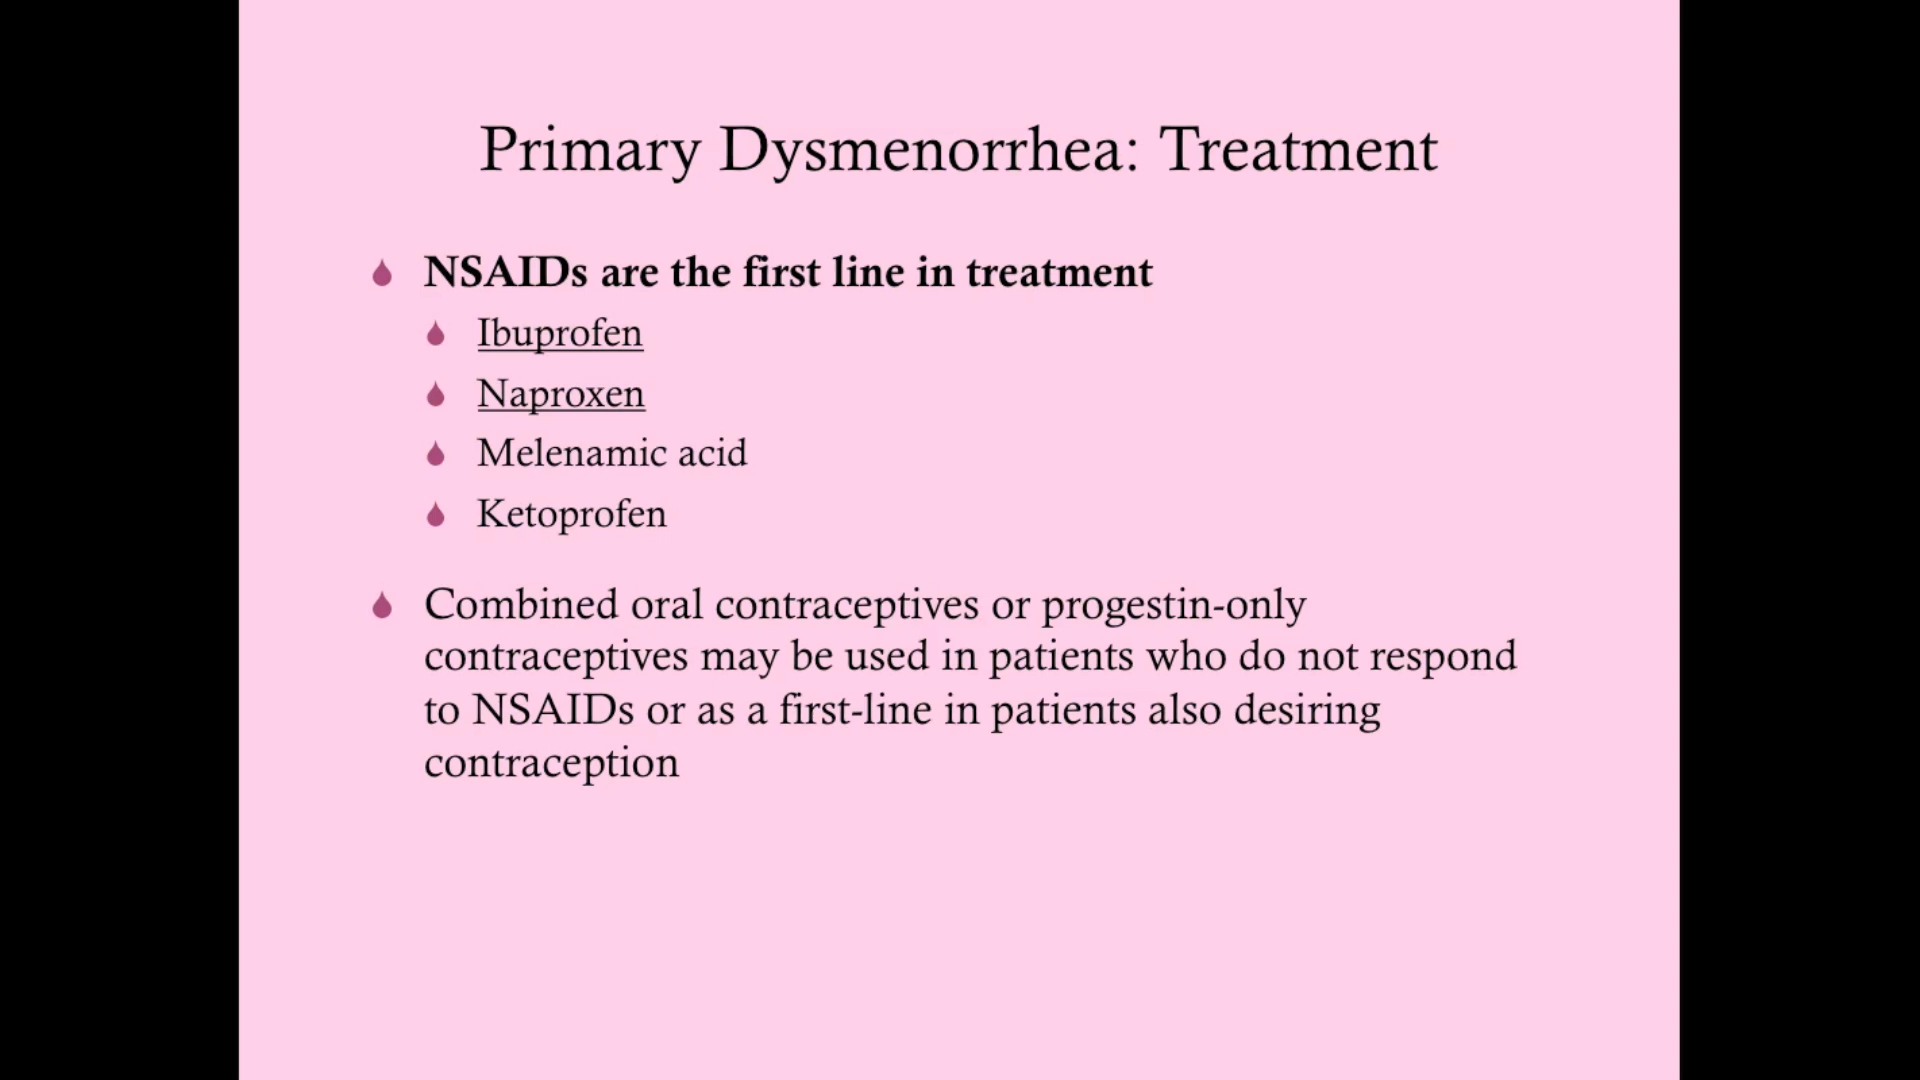 Primary Dysmenorrhea: Treatment
NSAIDs are the first line in treatment
Ibuprofen
Naproxen
Melenamic acid
Ketoprofen
Combined oral contraceptives or progestin-only
contraceptives may be used in patients who do not respond
to NSAIDs or as a first-line in patients also desiring
contraception